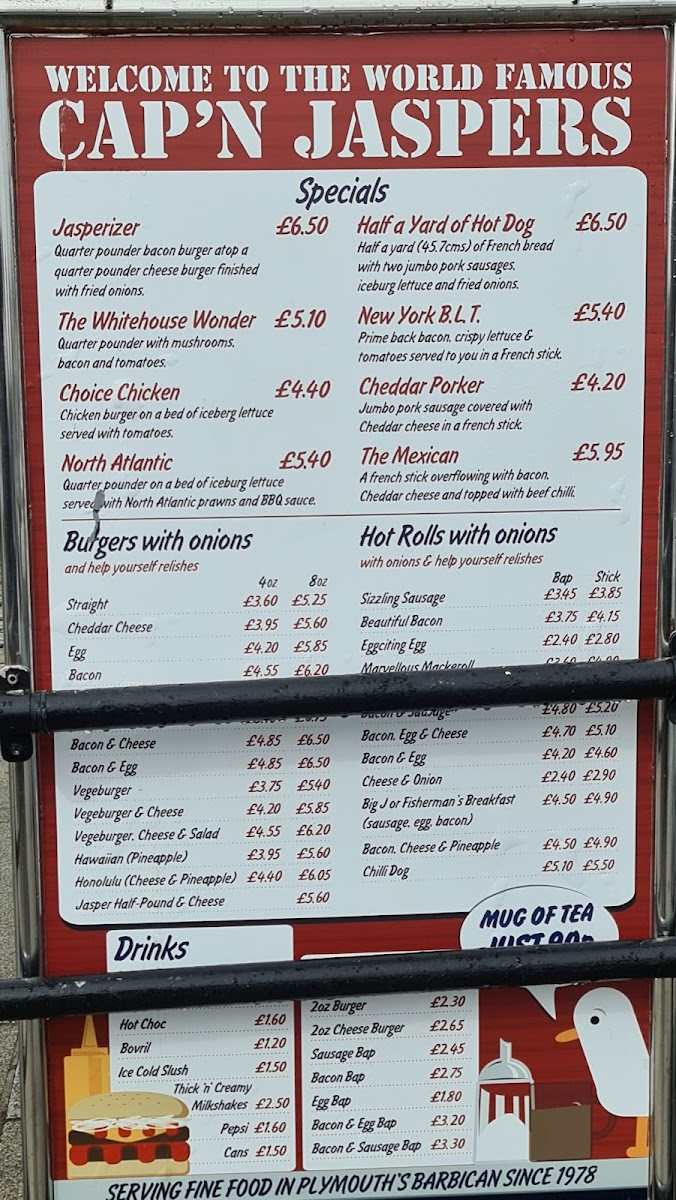 WELCOME TO THE WORLD FAMOUS
CAP'N JASPERS
Specials
Jasperizer £6.50
Quarter pounder bacon burger atop a
quarter pounder cheese burger finished
with fried onions.
The Whitehouse Wonder £5.10
Quarter pounder with mushrooms,
bacon and tomatoes.
Choice Chicken £4.40
Chicken burger on a bed of iceberg lettuce
served with tomatoes.
North Atlantic £5.40
Quarter pounder on a bed of iceburg lettuce
served with North Atlantic prawns and BBQ sauce.
Half a Yard of Hot Dog £6.50
Half a yard (45.7cms) of French bread
with two jumbo pork sausages,
iceburg lettuce and fried onions.
New York B.L.T. £5.40
Prime back bacon, crispy lettuce &
tomatoes served to you in a French stick.
Cheddar Porker £4.20
Jumbo pork sausage covered with
Cheddar cheese in a french stick.
The Mexican £5.95
A french stick overflowing with bacon,
Cheddar cheese and topped with beef chilli.
Burgers with onions
and help yourself relishes
4oz 8oz
Straight £3.60 £5.25
Cheddar Cheese £3.95 £5.60
Egg £4.20 £5.85
Bacon £4.55 £6.20
Bacon & Cheese £4.85 £6.50
Bacon & Egg £4.85 £6.50
Vegeburger £3.75 £5.40
Vegeburger & Cheese £4.20 £5.85
Vegeburger, Cheese & Salad £4.55 £6.20
Hawaiian (Pineapple) £3.95 £5.60
Honolulu (Cheese & Pineapple) £4.40 £6.05
Jasper Half-Pound & Cheese £5.60
Hot Rolls with onions
with onions & help yourself relishes
Bap Stick
Sizzling Sausage £3.45 £3.85
Beautiful Bacon £3.75 £4.15
Eggciting Egg £2.40 £2.80
Marvellous Mackeroll
Bacon & Sausage £4.80 £5.20
Bacon, Egg & Cheese £4.70 £5.10
Bacon & Egg £4.20 £4.60
Cheese & Onion £2.40 £2.90
Big J or Fisherman's Breakfast £4.50 £4.90
(sausage, egg, bacon)
Bacon, Cheese & Pineapple £4.50 £4.90
Chilli Dog £5.10 £5.50
MUG OF TEA
JUST 90p
Drinks
Hot Choc £1.60
Bovril £1.20
Ice Cold Slush £1.50
Thick 'n' Creamy
Milkshakes £2.50
Pepsi £1.60
Cans £1.50
2oz Burger £2.30
2oz Cheese Burger £2.65
Sausage Bap £2.45
Bacon Bap £2.75
Egg Bap £1.80
Bacon & Egg Bap £3.20
Bacon & Sausage Bap £3.30
SERVING FINE FOOD IN PLYMOUTH'S BARBICAN SINCE 1978